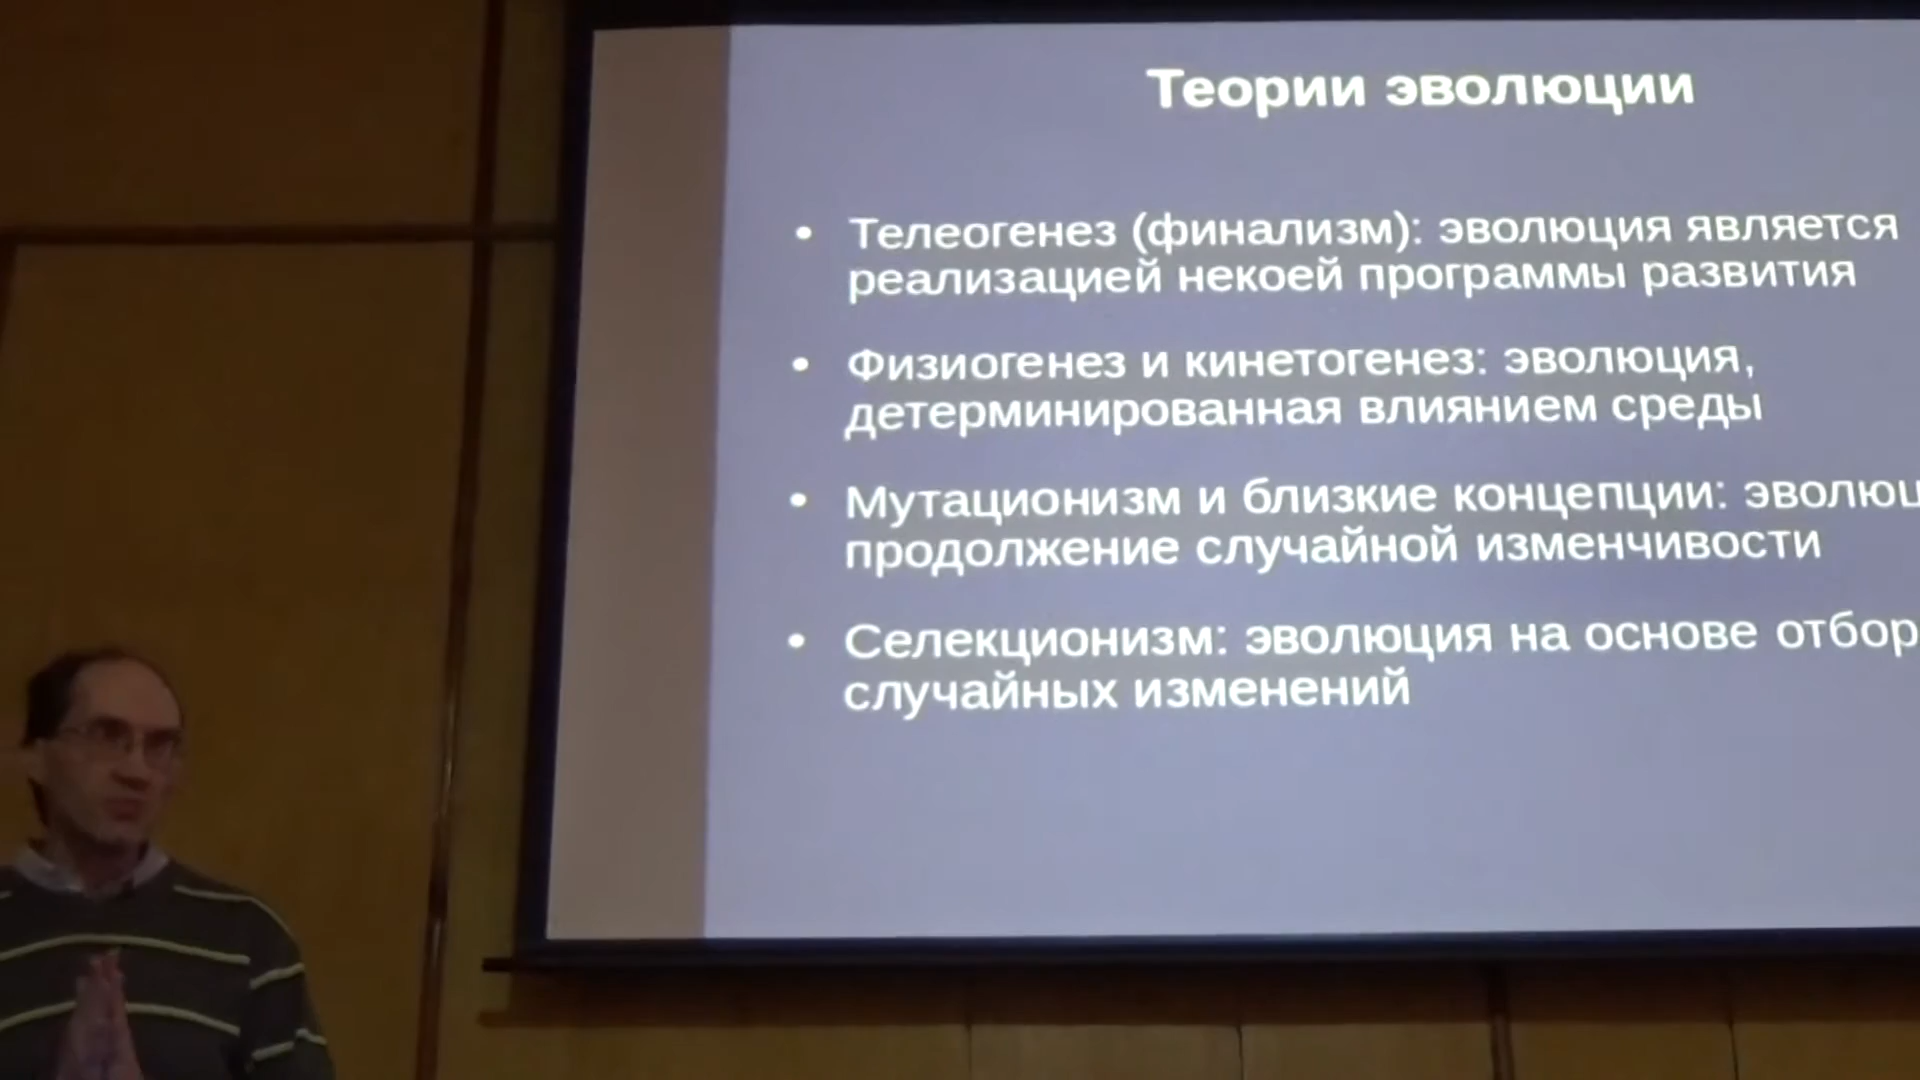 Теории эволюции
• Телеогенез (финализм): эволюция является
реализацией некоей программы развития
• Физиогенез и кинетогенез: эволюция,
детерминированная влиянием среды
• Мутационизм и близкие концепции:
продолжение случайной изменчивости
• Селекционизм: эволюция на основе
случайных изменений